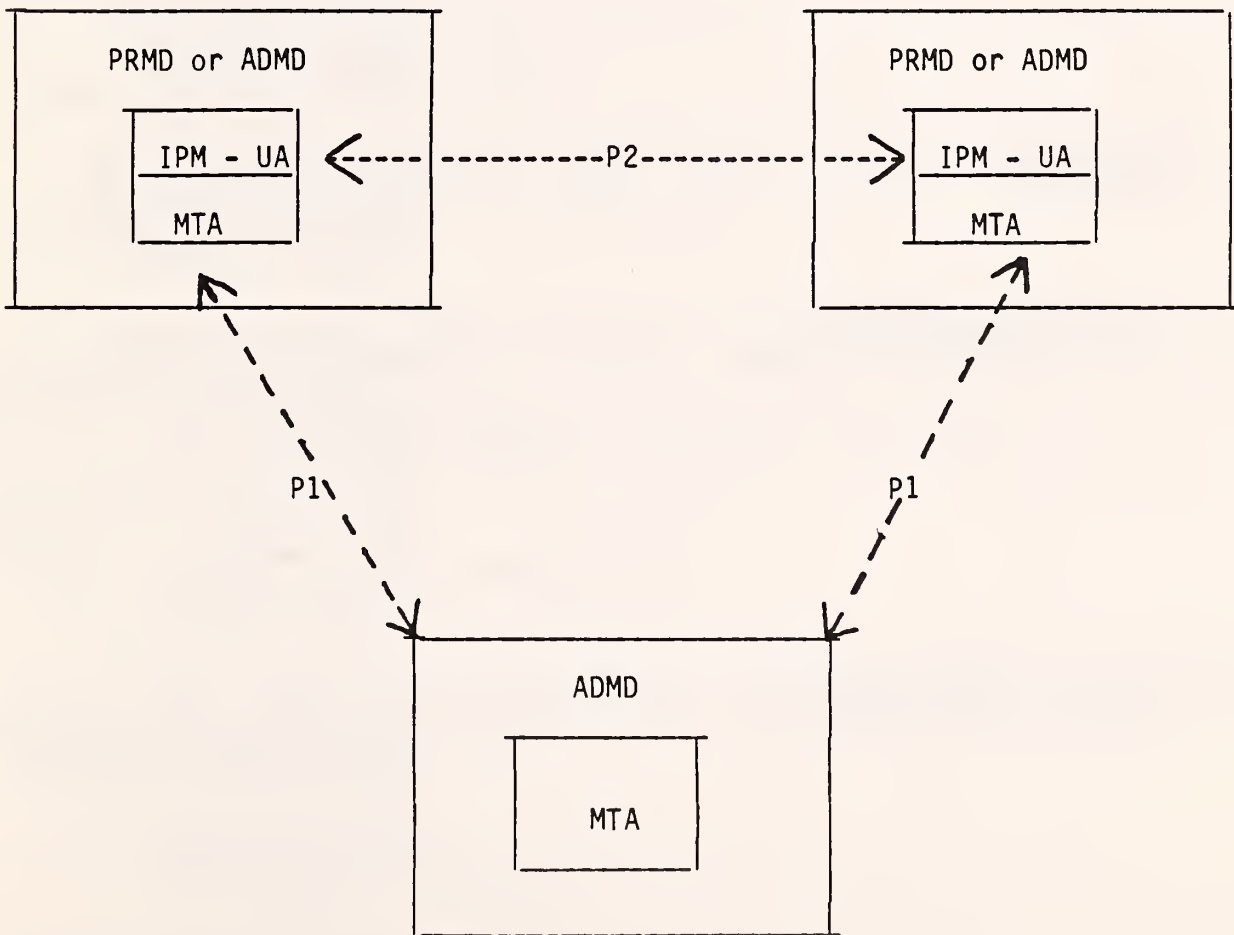 PRMD or ADMD
IPM - UA
MTA
P2
PRMD or ADMD
IPM - UA
MTA
P1
P1
ADMD
MTA